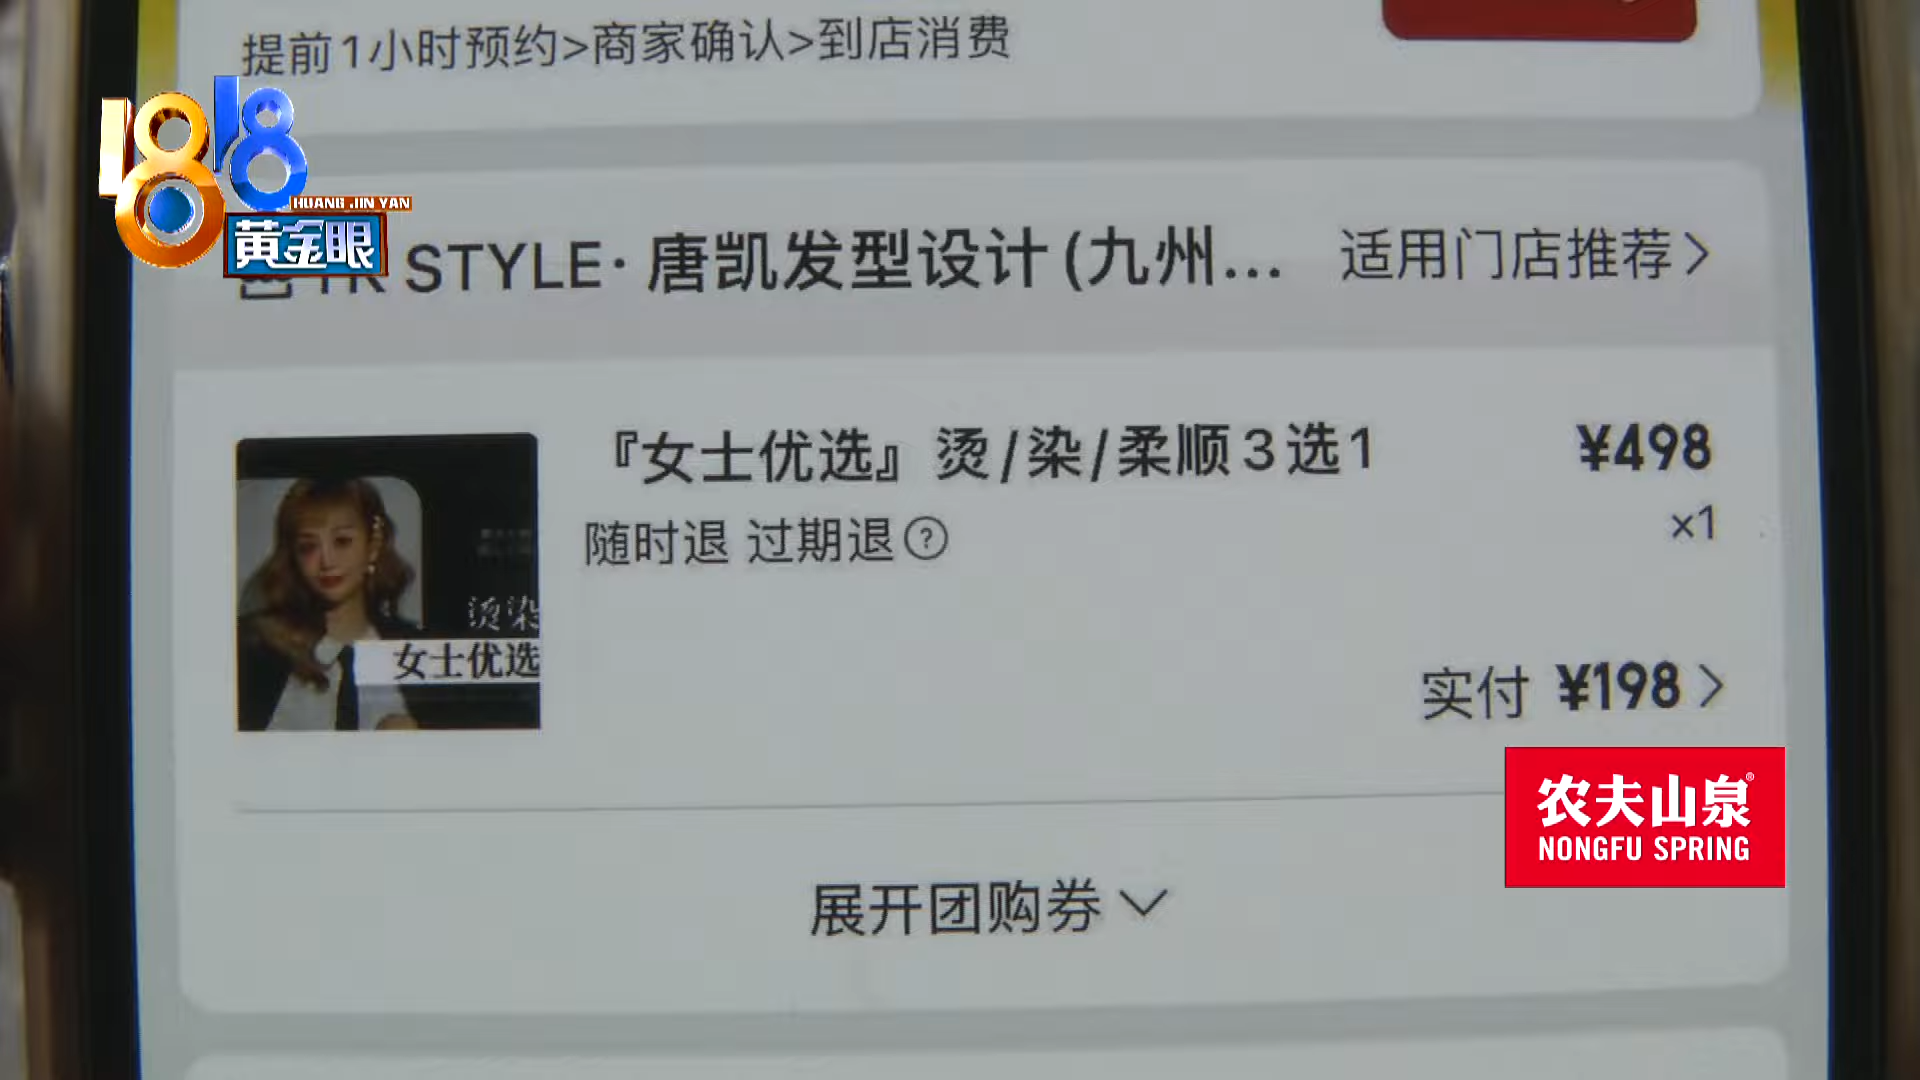 提前1小时预约>商家确认>到店消费
1818
HUANG JIN YAN
黄金眼
STYLE·唐凯发型设计(九州...
适用门店推荐>
『女士优选』烫/染/柔顺3选1
¥498
随时退 过期退?
×1
烫染
女士优选
实付 ¥198>
农夫山泉®
NONGFU SPRING
展开团购券